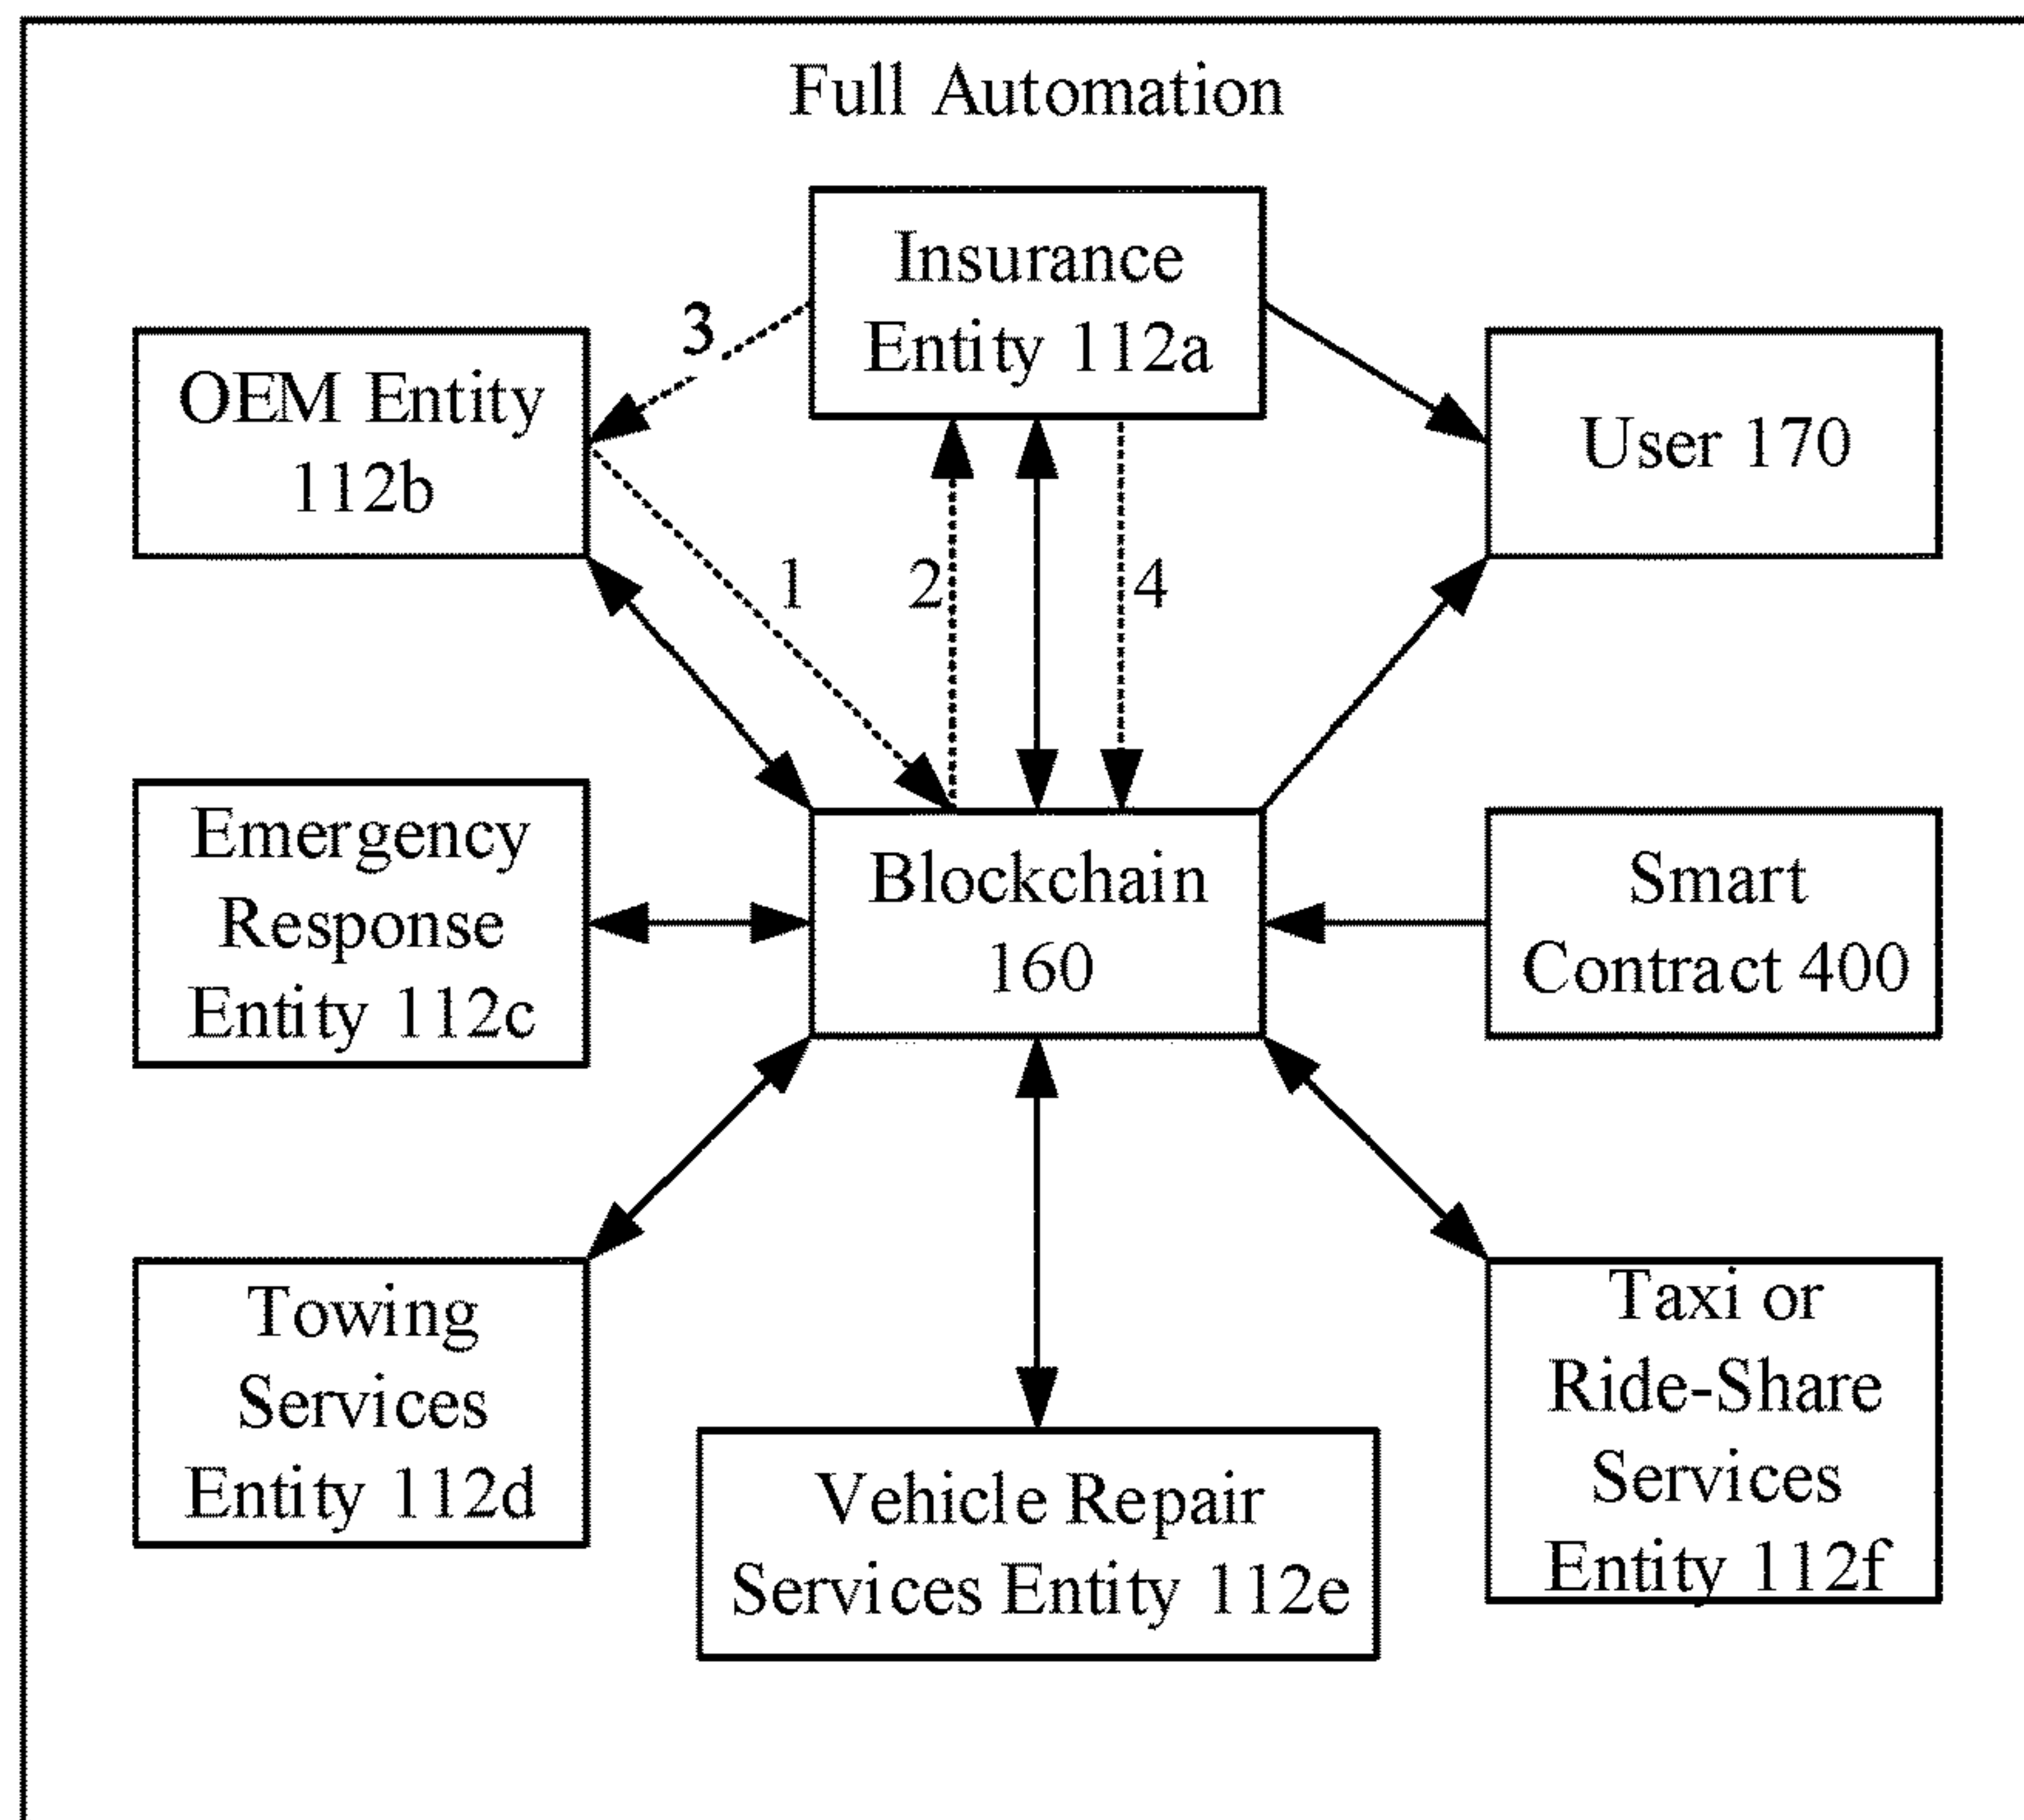 Full Automation
Insurance
Entity 112a
3
OEM Entity
112b
User 170
1
2
4
Emergency
Response
Entity 112c
Blockchain
160
Smart
Contract 400
Towing
Services
Entity 112d
Vehicle Repair
Services Entity 112e
Taxi or
Ride-Share
Services
Entity 112f